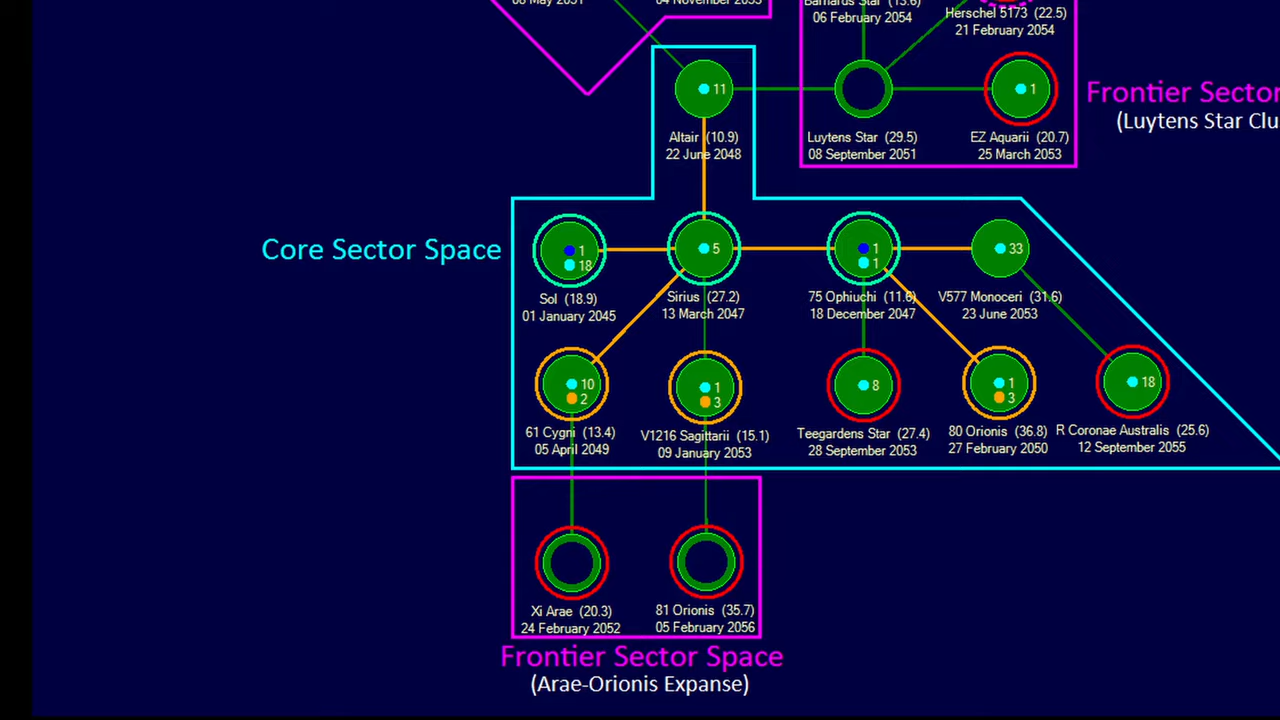 08 May 2051
04 November 2053
Barnards Star (13.6)
06 February 2054
Herschel 5173 (22.5)
21 February 2054
11
1
Frontier Sector
(Luytens Star Clu
Altair (10.9)
22 June 2048
Luytens Star (29.5)
08 September 2051
EZ Aquarii (20.7)
25 March 2053
Core Sector Space
1
18
5
1
1
33
Sol (18.9)
01 January 2045
Sirius (27.2)
13 March 2047
75 Ophiuchi (11.6)
18 December 2047
V577 Monoceri (31.6)
23 June 2053
10
2
1
3
8
1
3
18
61 Cygni (13.4)
05 April 2049
V1216 Sagittarii (15.1)
09 January 2053
Teegardens Star (27.4)
28 September 2053
80 Orionis (36.8)
27 February 2050
R Coronae Australis (25.6)
12 September 2055
Xi Arae (20.3)
24 February 2052
81 Orionis (35.7)
05 February 2056
Frontier Sector Space
(Arae-Orionis Expanse)